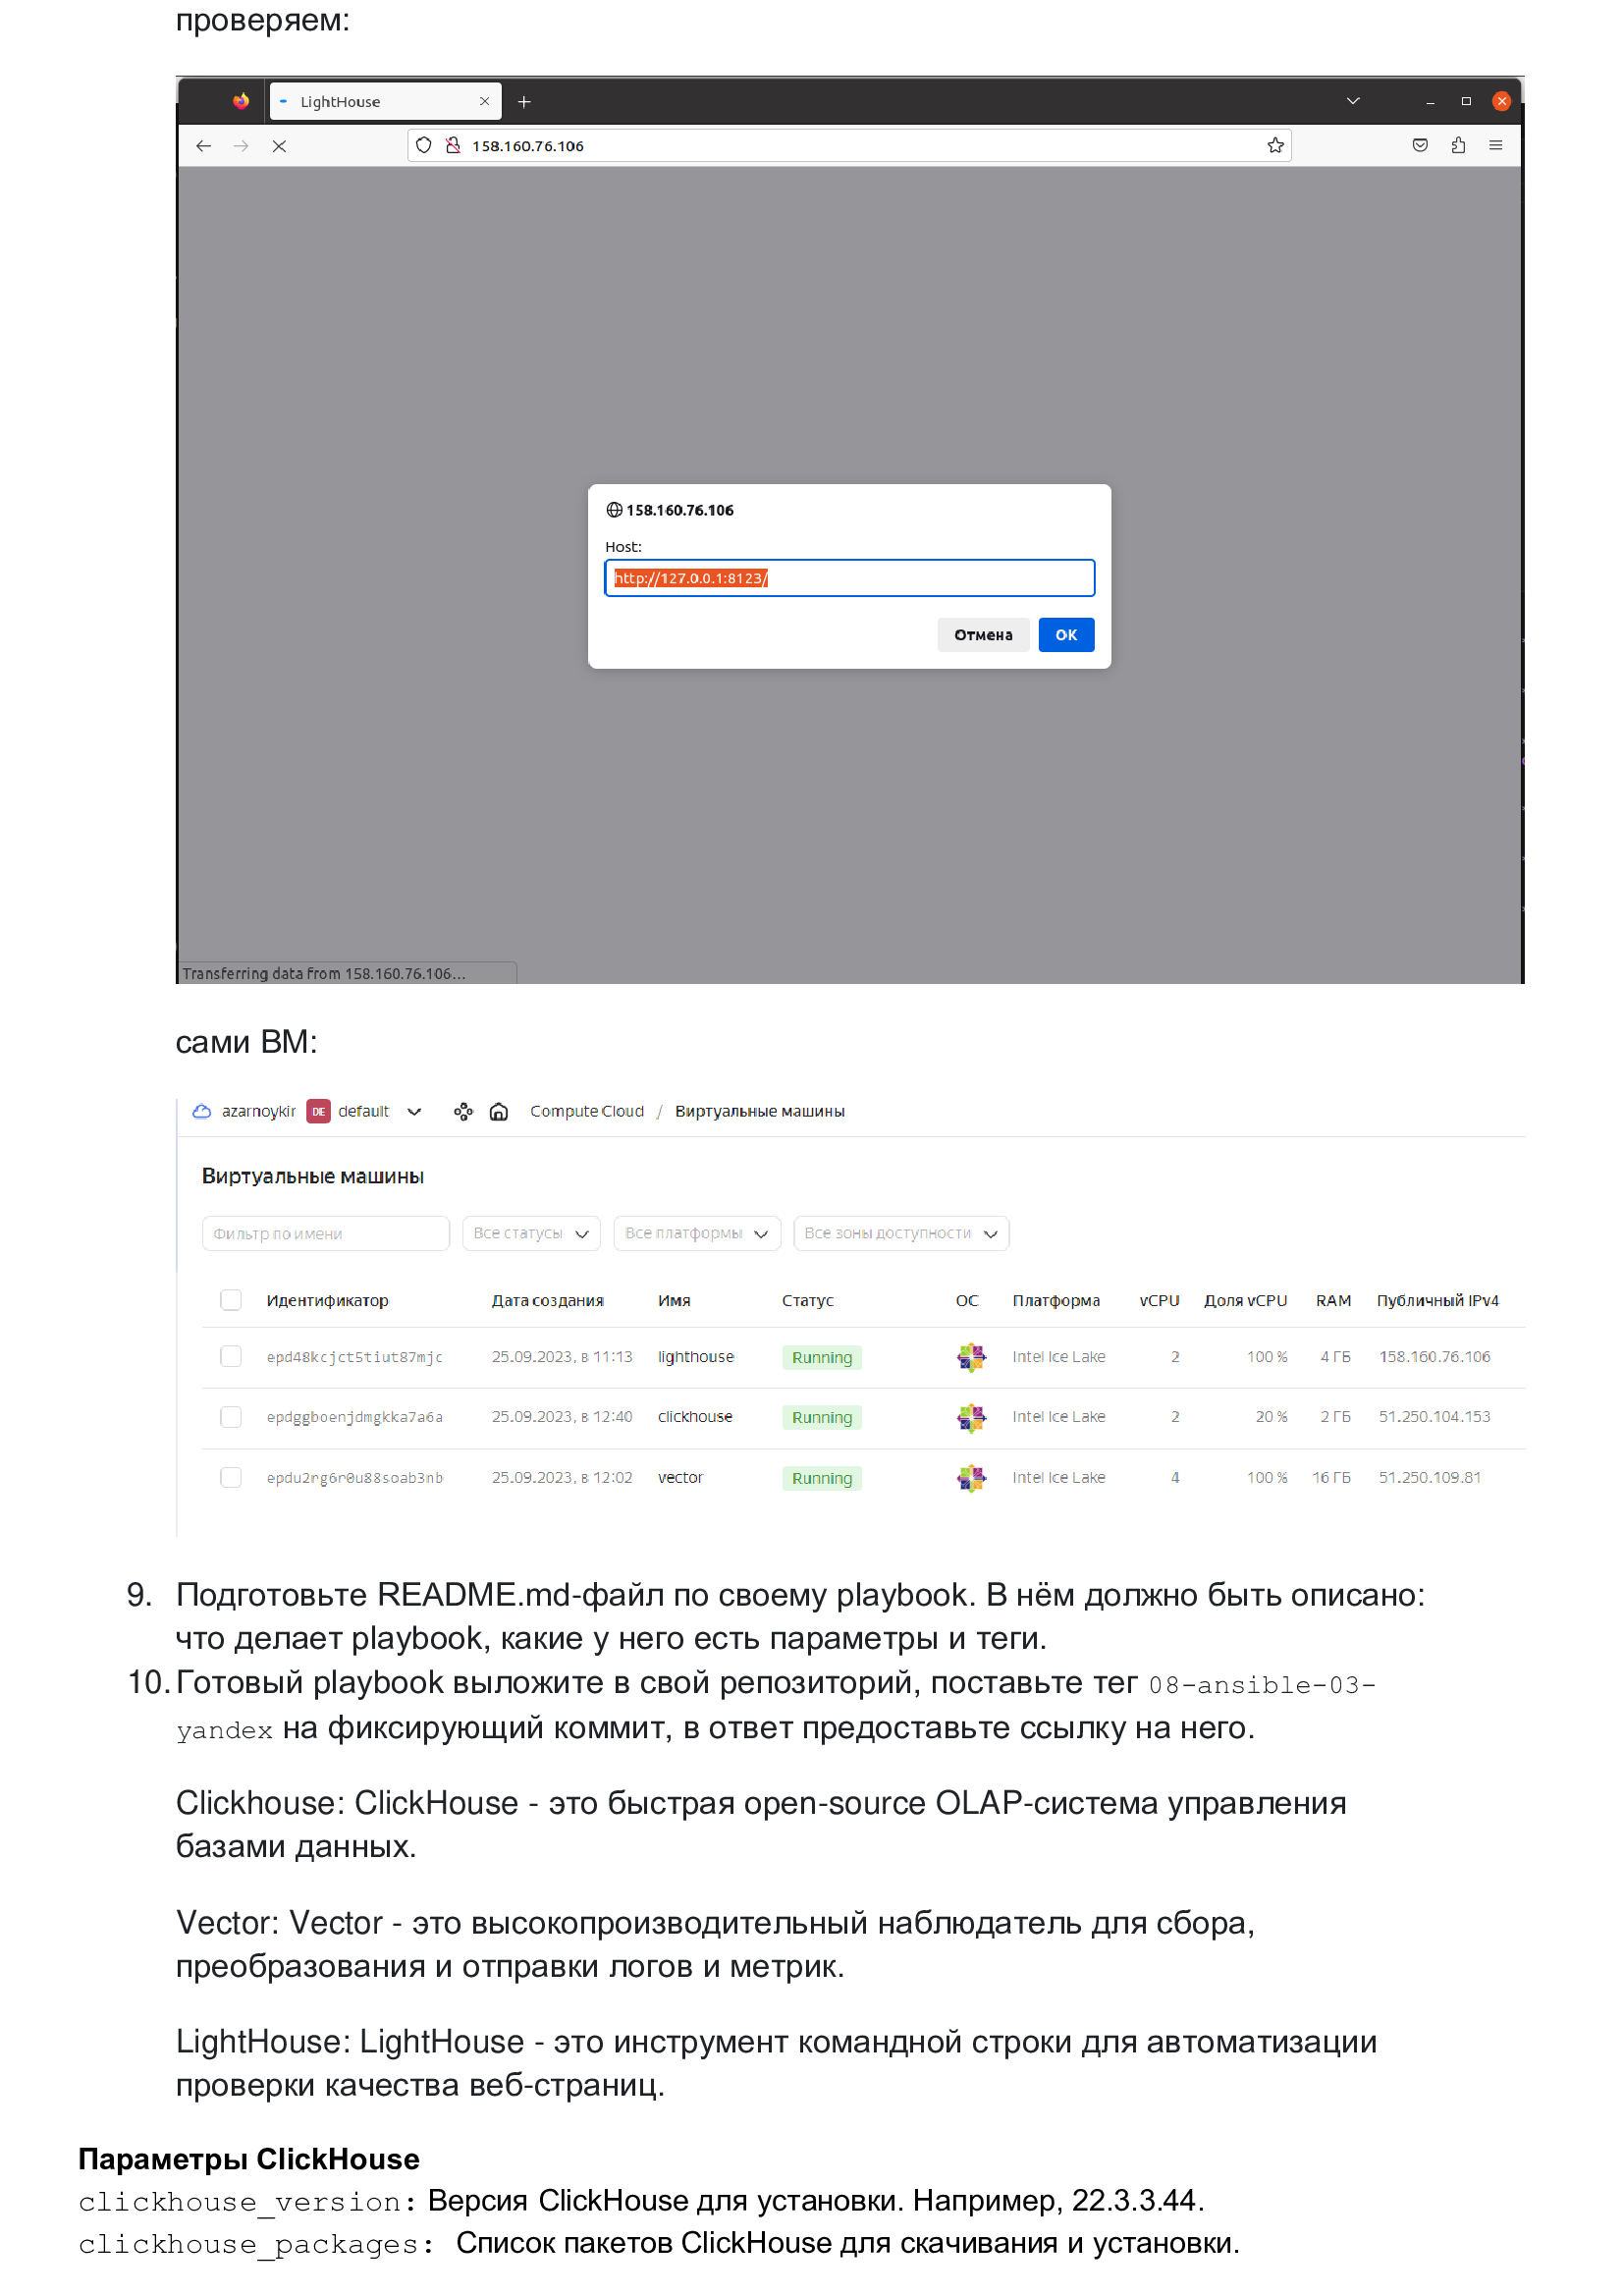 проверяем:
LightHouse
158.160.76.106
158.160.76.106
Host:
http://127.0.0.1:8123/
Отмена
OK
Transferring data from 158.160.76.106...
сами ВМ:
azarnoykir DE default Compute Cloud / Виртуальные машины
Виртуальные машины
Фильтр по имени Все статусы Все платформы Все зоны доступности
Идентификатор Дата создания Имя Статус ОС Платформа vCPU Доля vCPU RAM Публичный IPv4
epd48kcjct5tiut87mjc 25.09.2023, в 11:13 lighthouse Running Intel Ice Lake 2 100 % 4 ГБ 158.160.76.106
epdggboenjdmgkka7a6a 25.09.2023, в 12:40 clickhouse Running Intel Ice Lake 2 20 % 2 ГБ 51.250.104.153
epdu2rg6r0u88soab3nb 25.09.2023, в 12:02 vector Running Intel Ice Lake 4 100 % 16 ГБ 51.250.109.81
9. Подготовьте README.md-файл по своему playbook. В нём должно быть описано:
что делает playbook, какие у него есть параметры и теги.
10. Готовый playbook выложите в свой репозиторий, поставьте тег 08-ansible-03-
yandex на фиксирующий коммит, в ответ предоставьте ссылку на него.
Clickhouse: ClickHouse - это быстрая open-source OLAP-система управления
базами данных.
Vector: Vector - это высокопроизводительный наблюдатель для сбора,
преобразования и отправки логов и метрик.
LightHouse: LightHouse - это инструмент командной строки для автоматизации
проверки качества веб-страниц.
Параметры ClickHouse
clickhouse_version: Версия ClickHouse для установки. Например, 22.3.3.44.
clickhouse_packages: Список пакетов ClickHouse для скачивания и установки.